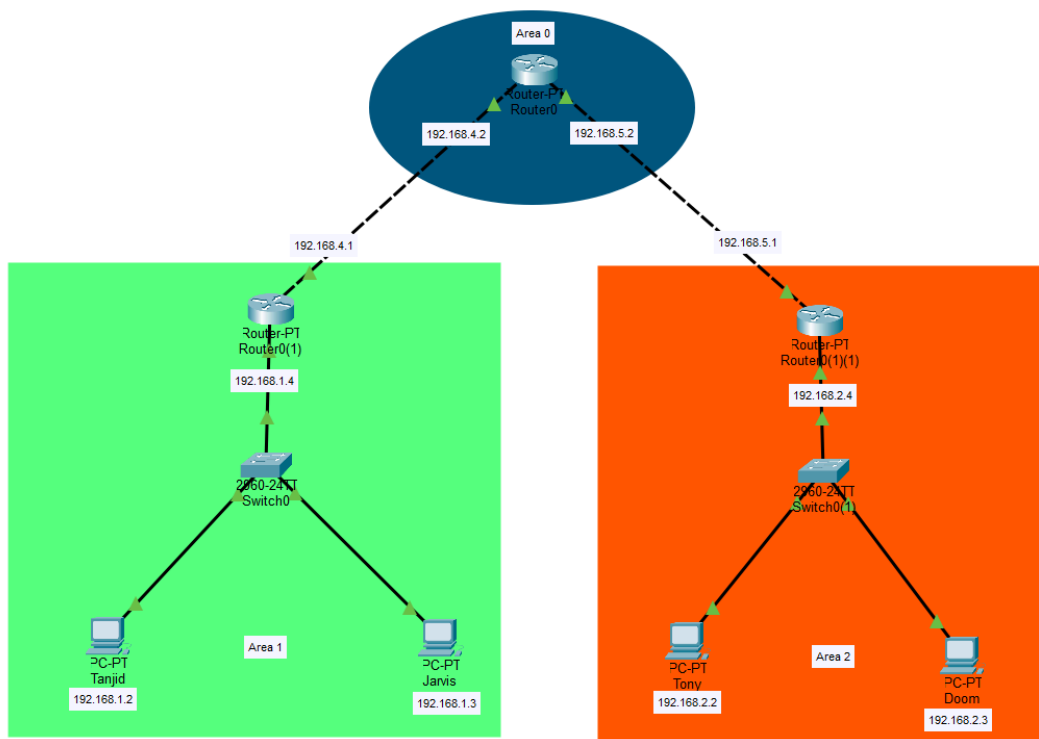 Area 0
Router-PT
Router0
192.168.4.2
192.168.5.2
192.168.4.1
192.168.5.1
Router-PT
Router0(1)
192.168.1.4
Router-PT
Router0(1)(1)
192.168.2.4
2960-24TT
Switch0
2960-24TT
Switch0(1)
PC-PT
Tanjid
192.168.1.2
Area 1
PC-PT
Jarvis
192.168.1.3
PC-PT
Tony
192.168.2.2
Area 2
PC-PT
Doom
192.168.2.3